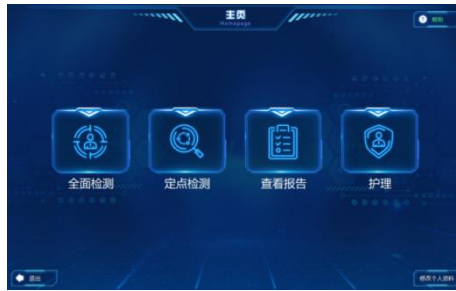 主页
Homepage
帮助
全面检测
定点检测
查看报告
护理
退出
修改个人资料